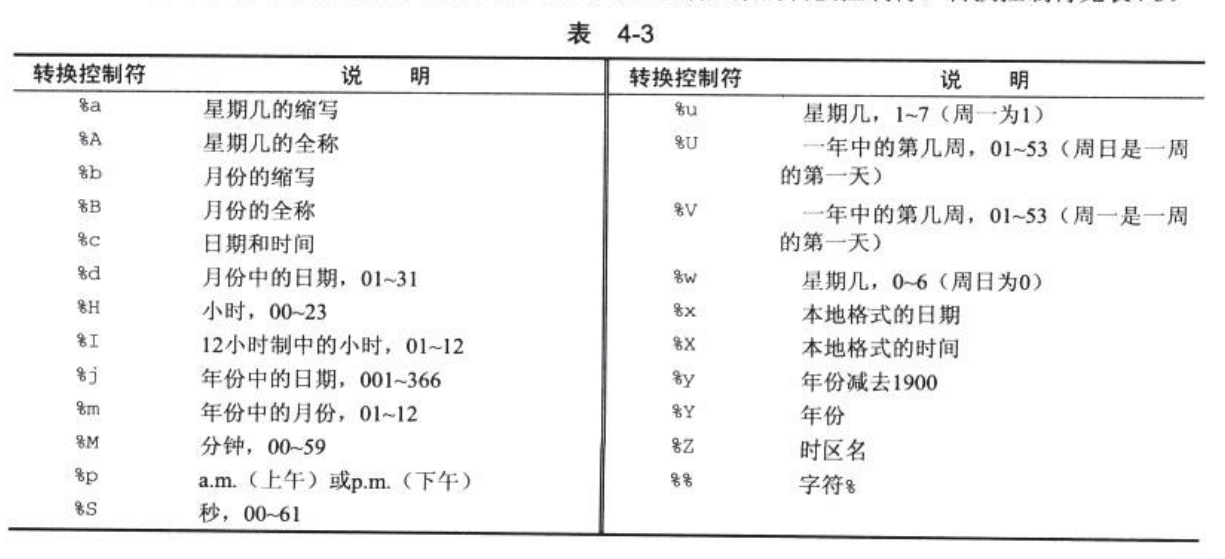 表 4-3
转换控制符 说 明
%a 星期几的缩写
%A 星期几的全称
%b 月份的缩写
%B 月份的全称
%c 日期和时间
%d 月份中的日期，01~31
%H 小时，00~23
%I 12小时制中的小时，01~12
%j 年份中的日期，001~366
%m 年份中的月份，01~12
%M 分钟，00~59
%p a.m.（上午）或p.m.（下午）
%S 秒，00~61
转换控制符 说 明
%u 星期几，1~7（周一为1）
%U 一年中的第几周，01~53（周日是一周
的第一天）
%V 一年中的第几周，01~53（周一是一周
的第一天）
%w 星期几，0~6（周日为0）
%x 本地格式的日期
%X 本地格式的时间
%y 年份减去1900
%Y 年份
%Z 时区名
%% 字符%